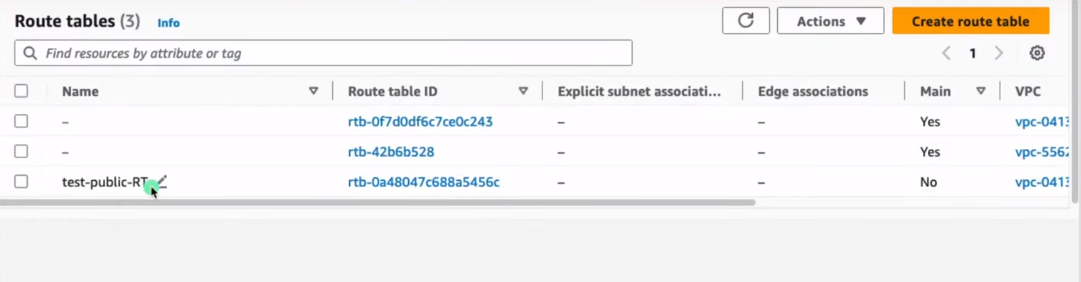 Route tables (3) Info Actions Create route table
Find resources by attribute or tag 1
Name Route table ID Explicit subnet associati... Edge associations Main VPC
– rtb-0f7d0df6c7ce0c243 – – Yes vpc-0413
– rtb-42b6b528 – – Yes vpc-5562
test-public-RT rtb-0a48047c688a5456c – – No vpc-0413